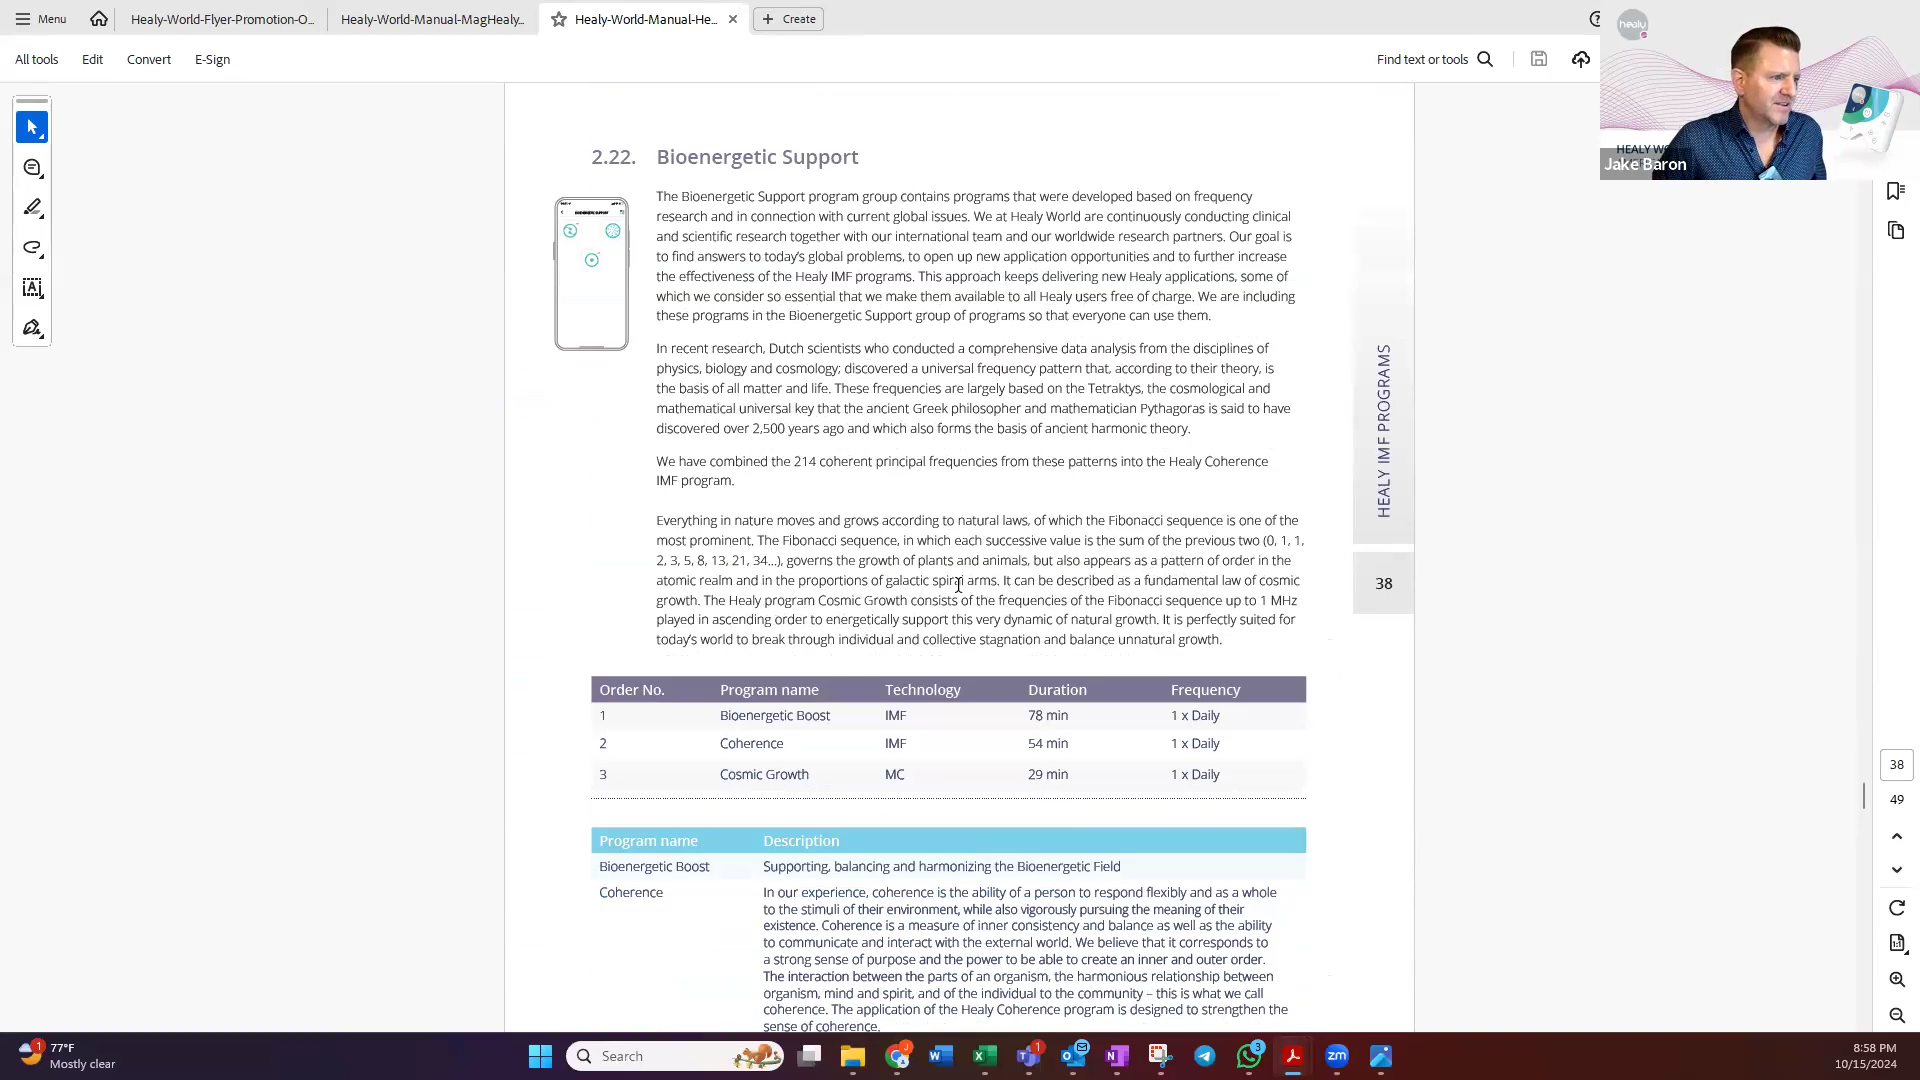 Menu
Healy-World-Flyer-Promotion-O...
Healy-World-Manual-MagHealy...
Healy-World-Manual-He...
Create
All tools
Edit
Convert
E-Sign
Find text or tools
healy
HEALY WO
Jake Baron
2.22. Bioenergetic Support
The Bioenergetic Support program group contains programs that were developed based on frequency
research and in connection with current global issues. We at Healy World are continuously conducting clinical
and scientific research together with our international team and our worldwide research partners. Our goal is
to find answers to today's global problems, to open up new application opportunities and to further increase
the effectiveness of the Healy IMF programs. This approach keeps delivering new Healy applications, some of
which we consider so essential that we make them available to all Healy users free of charge. We are including
these programs in the Bioenergetic Support group of programs so that everyone can use them.
In recent research, Dutch scientists who conducted a comprehensive data analysis from the disciplines of
physics, biology and cosmology; discovered a universal frequency pattern that, according to their theory, is
the basis of all matter and life. These frequencies are largely based on the Tetraktys, the cosmological and
mathematical universal key that the ancient Greek philosopher and mathematician Pythagoras is said to have
discovered over 2,500 years ago and which also forms the basis of ancient harmonic theory.
We have combined the 214 coherent principal frequencies from these patterns into the Healy Coherence
IMF program.
Everything in nature moves and grows according to natural laws, of which the Fibonacci sequence is one of the
most prominent. The Fibonacci sequence, in which each successive value is the sum of the previous two (0, 1, 1,
2, 3, 5, 8, 13, 21, 34...), governs the growth of plants and animals, but also appears as a pattern of order in the
atomic realm and in the proportions of galactic spiral arms. It can be described as a fundamental law of cosmic
growth. The Healy program Cosmic Growth consists of the frequencies of the Fibonacci sequence up to 1 MHz
played in ascending order to energetically support this very dynamic of natural growth. It is perfectly suited for
today's world to break through individual and collective stagnation and balance unnatural growth.
HEALY IMF PROGRAMS
38
Order No. Program name Technology Duration Frequency
1 Bioenergetic Boost IMF 78 min 1 x Daily
2 Coherence IMF 54 min 1 x Daily
3 Cosmic Growth MC 29 min 1 x Daily
Program name Description
Bioenergetic Boost Supporting, balancing and harmonizing the Bioenergetic Field
Coherence In our experience, coherence is the ability of a person to respond flexibly and as a whole
to the stimuli of their environment, while also vigorously pursuing the meaning of their
existence. Coherence is a measure of inner consistency and balance as well as the ability
to communicate and interact with the external world. We believe that it corresponds to
a strong sense of purpose and the power to be able to create an inner and outer order.
The interaction between the parts of an organism, the harmonious relationship between
organism, mind and spirit, and of the individual to the community – this is what we call
coherence. The application of the Healy Coherence program is designed to strengthen the
sense of coherence.
38
49
1
77°F
Mostly clear
Search
1
3
zm
8:58 PM
10/15/2024